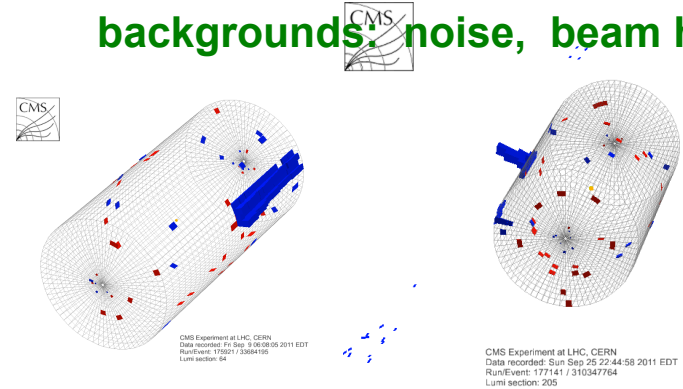 backgrounds: noise, beam
CMS
CMS
CMS Experiment at LHC, CERN
Data recorded: Fri Sep 9 06:08:05 2011 EDT
Run/Event: 175921 / 33684195
Lumi section: 64
CMS Experiment at LHC, CERN
Data recorded: Sun Sep 25 22:44:58 2011 EDT
Run/Event: 177141 / 310347764
Lumi section: 205